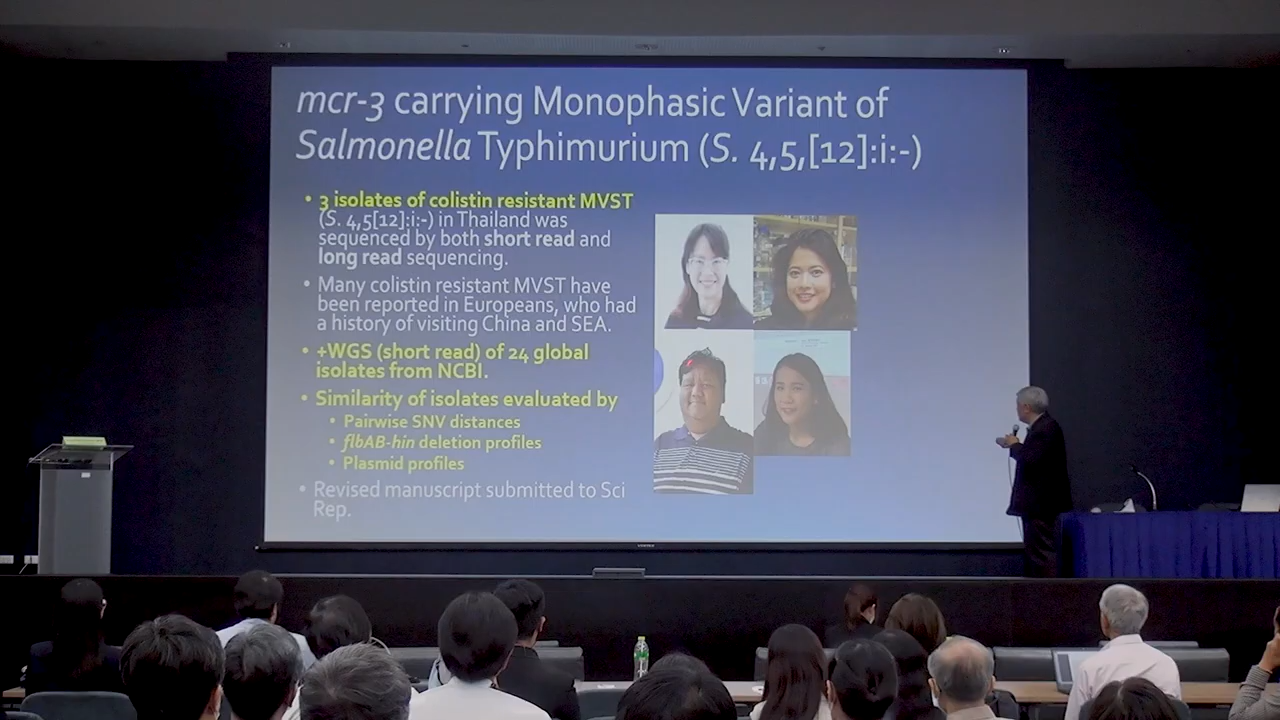 mcr-3 carrying Monophasic Variant of
Salmonella Typhimurium (S. 4,5,[12]:i:-)
• 3 isolates of colistin resistant MVST
(S. 4,5[12]:i:-) in Thailand was
sequenced by both short read and
long read sequencing.
• Many colistin resistant MVST have
been reported in Europeans, who had
a history of visiting China and SEA.
• +WGS (short read) of 24 global
isolates from NCBI.
• Similarity of isolates evaluated by
• Pairwise SNV distances
• flbAB-hin deletion profiles
• Plasmid profiles
• Revised manuscript submitted to Sci
Rep.